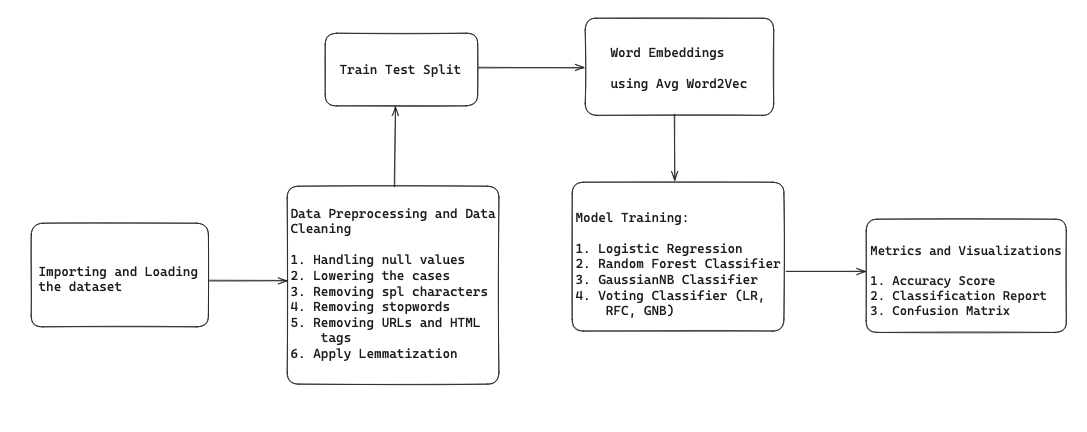 Importing and Loading
the dataset
Data Preprocessing and Data
Cleaning
1. Handling null values
2. Lowering the cases
3. Removing spl characters
4. Removing stopwords
5. Removing URLs and HTML
tags
6. Apply Lemmatization
Train Test Split
Word Embeddings
using Avg Word2Vec
Model Training:
1. Logistic Regression
2. Random Forest Classifier
3. GaussianNB Classifier
4. Voting Classifier (LR,
RFC, GNB)
Metrics and Visualizations
1. Accuracy Score
2. Classification Report
3. Confusion Matrix